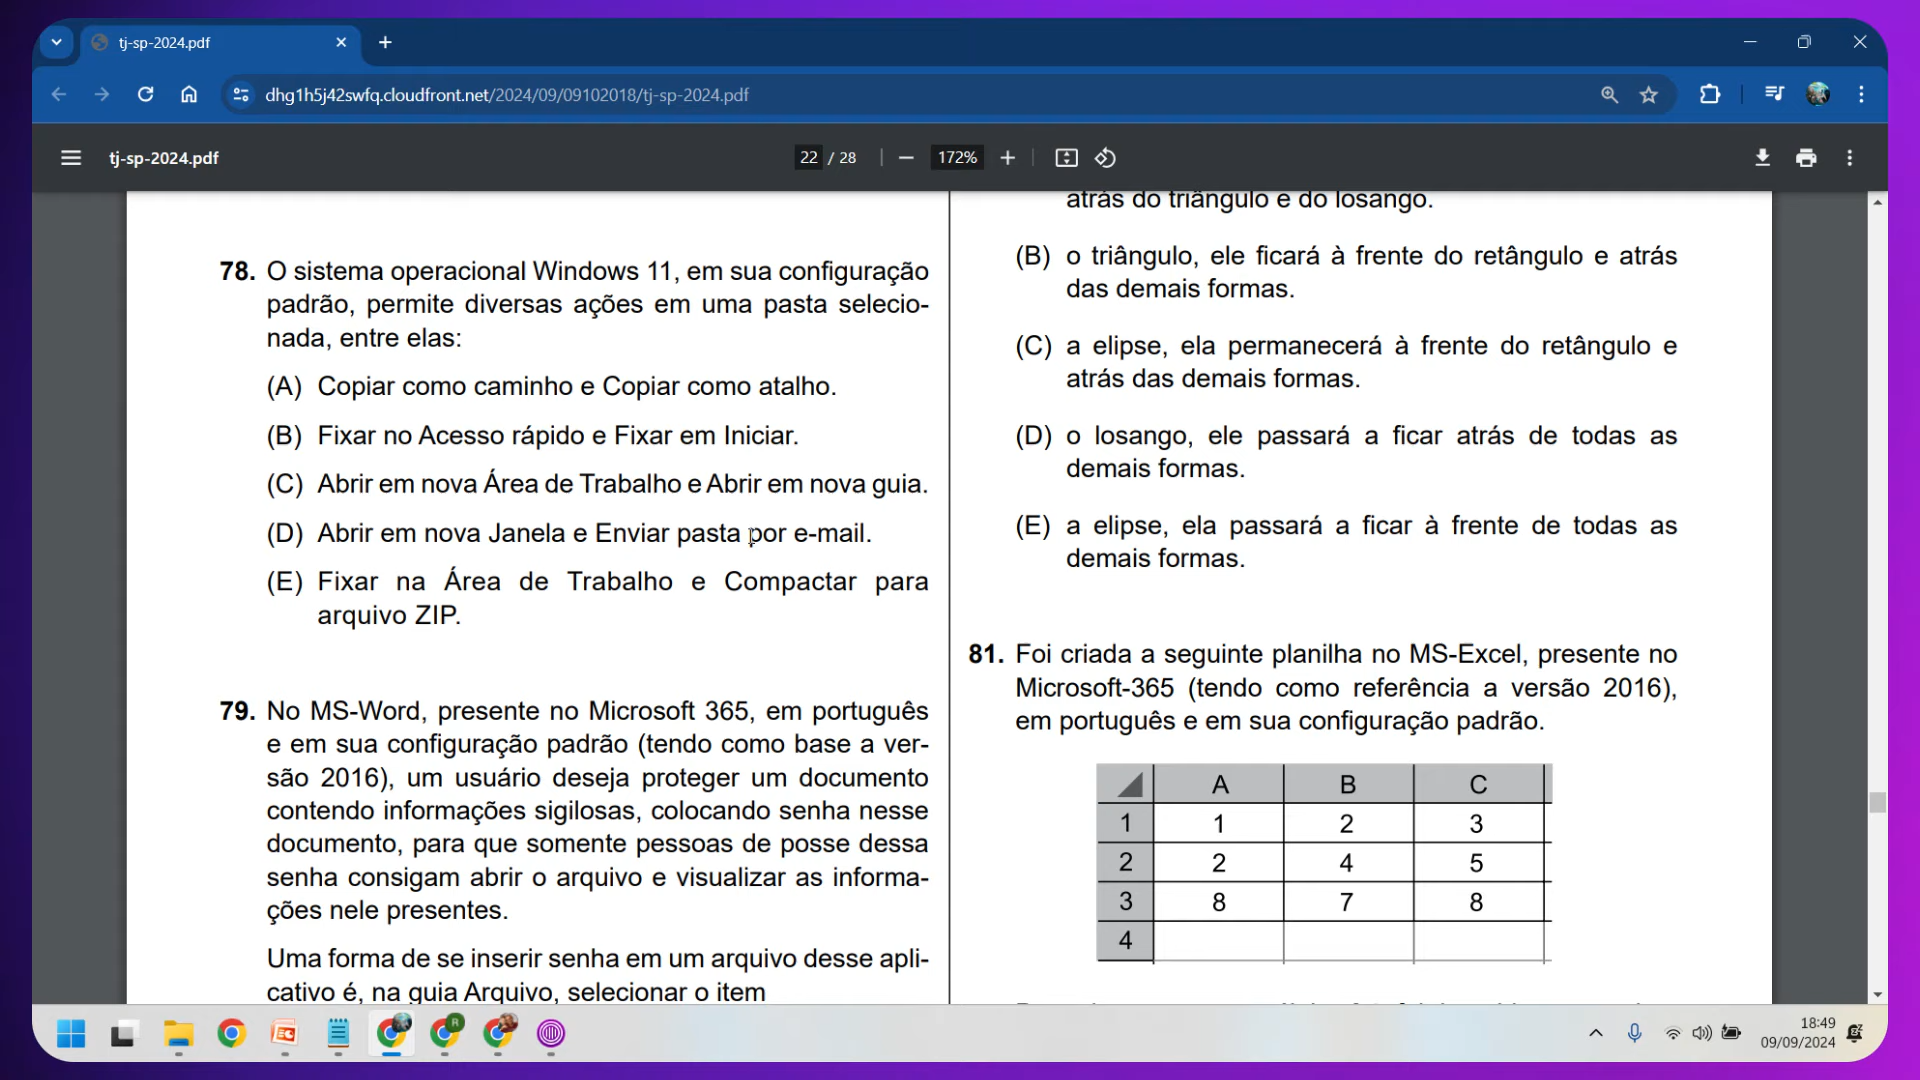 tj-sp-2024.pdf
dhg1h5j42swfq.cloudfront.net/2024/09/09102018/tj-sp-2024.pdf
tj-sp-2024.pdf
22 / 28
172%
78. O sistema operacional Windows 11, em sua configuração
padrão, permite diversas ações em uma pasta selecio-
nada, entre elas:
(A) Copiar como caminho e Copiar como atalho.
(B) Fixar no Acesso rápido e Fixar em Iniciar.
(C) Abrir em nova Área de Trabalho e Abrir em nova guia.
(D) Abrir em nova Janela e Enviar pasta por e-mail.
(E) Fixar na Área de Trabalho e Compactar para
arquivo ZIP.
79. No MS-Word, presente no Microsoft 365, em português
e em sua configuração padrão (tendo como base a ver-
são 2016), um usuário deseja proteger um documento
contendo informações sigilosas, colocando senha nesse
documento, para que somente pessoas de posse dessa
senha consigam abrir o arquivo e visualizar as informa-
ções nele presentes.
Uma forma de se inserir senha em um arquivo desse apli-
cativo é, na guia Arquivo, selecionar o item
atrás do triângulo e do losango.
(B) o triângulo, ele ficará à frente do retângulo e atrás
das demais formas.
(C) a elipse, ela permanecerá à frente do retângulo e
atrás das demais formas.
(D) o losango, ele passará a ficar atrás de todas as
demais formas.
(E) a elipse, ela passará a ficar à frente de todas as
demais formas.
81. Foi criada a seguinte planilha no MS-Excel, presente no
Microsoft-365 (tendo como referência a versão 2016),
em português e em sua configuração padrão.
A B C
1 1 2 3
2 2 4 5
3 8 7 8
4
R
18:49
09/09/2024